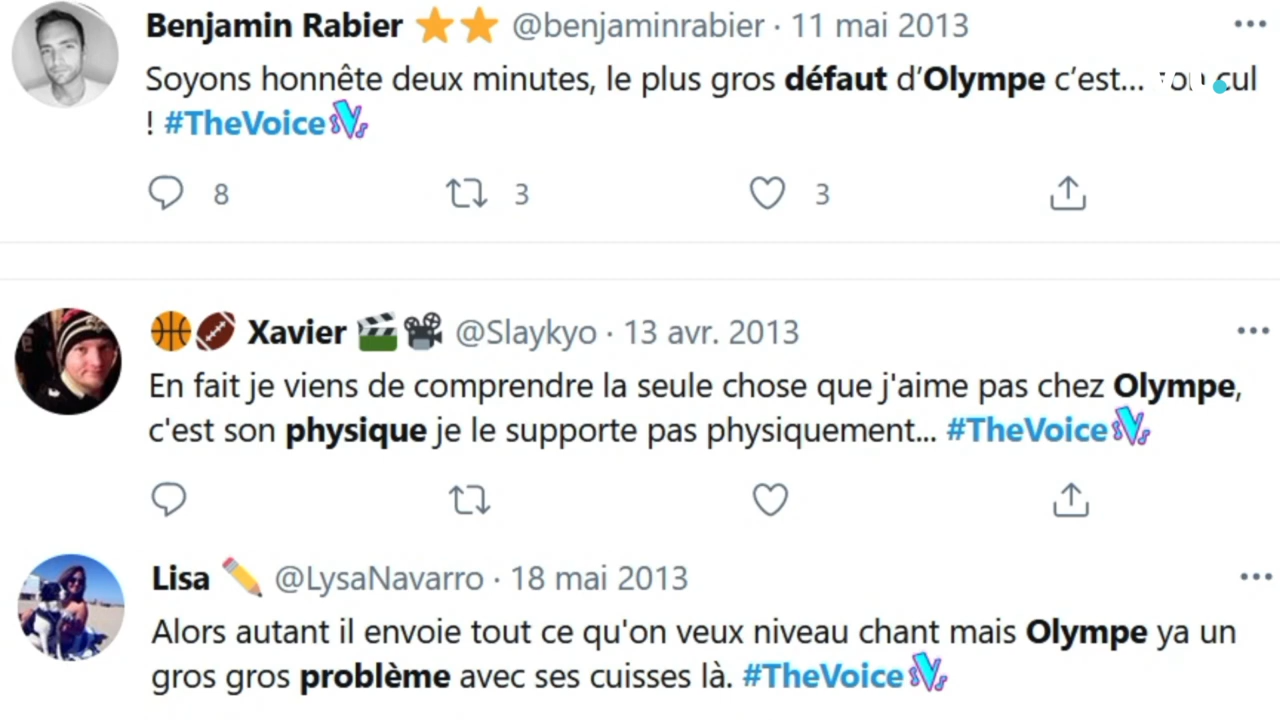 Benjamin Rabier ⭐⭐ @benjaminrabier · 11 mai 2013
Soyons honnête deux minutes, le plus gros défaut d’Olympe c’est... son cul
! #TheVoice
8 3 3
🏀🏈 Xavier 🎬🎥 @Slaykyo · 13 avr. 2013
En fait je viens de comprendre la seule chose que j'aime pas chez Olympe,
c'est son physique je le supporte pas physiquement... #TheVoice
Lisa ✏️ @LysaNavarro · 18 mai 2013
Alors autant il envoie tout ce qu'on veux niveau chant mais Olympe ya un
gros gros problème avec ses cuisses là. #TheVoice